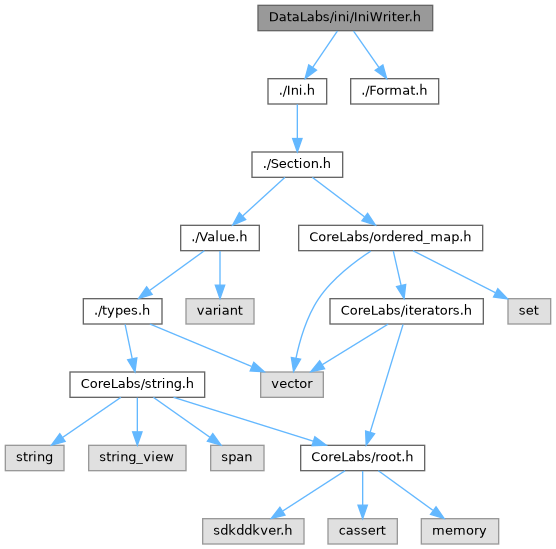 DataLabs/ini/IniWriter.h
./Ini.h
./Format.h
./Section.h
./Value.h
CoreLabs/ordered_map.h
./types.h
variant
CoreLabs/iterators.h
set
CoreLabs/string.h
vector
string
string_view
span
CoreLabs/root.h
sdkddkver.h
cassert
memory